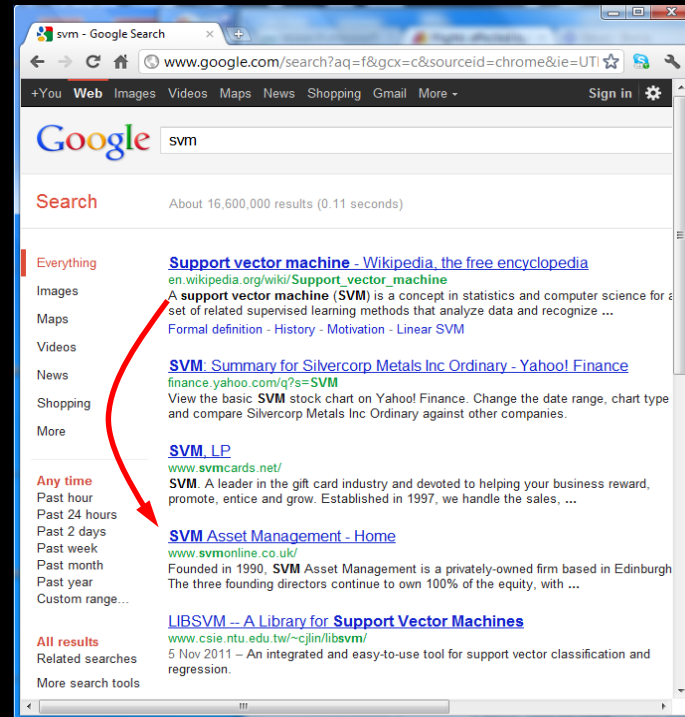 svm - Google Search
www.google.com/search?aq=f&gcx=c&sourceid=chrome&ie=UT
+You Web Images Videos Maps News Shopping Gmail More Sign in
Google svm
Search About 16,600,000 results (0.11 seconds)
Everything
Images
Maps
Videos
News
Shopping
More
Any time
Past hour
Past 24 hours
Past 2 days
Past week
Past month
Past year
Custom range...
All results
Related searches
More search tools
Support vector machine - Wikipedia, the free encyclopedia
en.wikipedia.org/wiki/Support_vector_machine
A support vector machine (SVM) is a concept in statistics and computer science for a
set of related supervised learning methods that analyze data and recognize ...
Formal definition - History - Motivation - Linear SVM
SVM: Summary for Silvercorp Metals Inc Ordinary - Yahoo! Finance
finance.yahoo.com/q?s=SVM
View the basic SVM stock chart on Yahoo! Finance. Change the date range, chart type
and compare Silvercorp Metals Inc Ordinary against other companies.
SVM, LP
www.svmcards.net/
SVM. A leader in the gift card industry and devoted to helping your business reward,
promote, entice and grow. Established in 1997, we handle the sales, ...
SVM Asset Management - Home
www.svmonline.co.uk/
Founded in 1990, SVM Asset Management is a privately-owned firm based in Edinburgh
The three founding directors continue to own 100% of the equity, with ...
LIBSVM -- A Library for Support Vector Machines
www.csie.ntu.edu.tw/~cjlin/libsvm/
5 Nov 2011 – An integrated and easy-to-use tool for support vector classification and
regression.